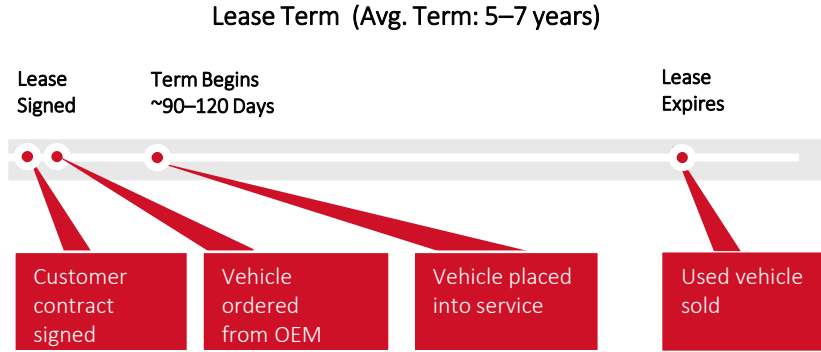 Lease Term  (Avg. Term: 5–7 years)
Lease
Signed
Term Begins
~90–120 Days
Lease
Expires
Customer
contract
signed
Vehicle
ordered
from OEM
Vehicle placed
into service
Used vehicle
sold